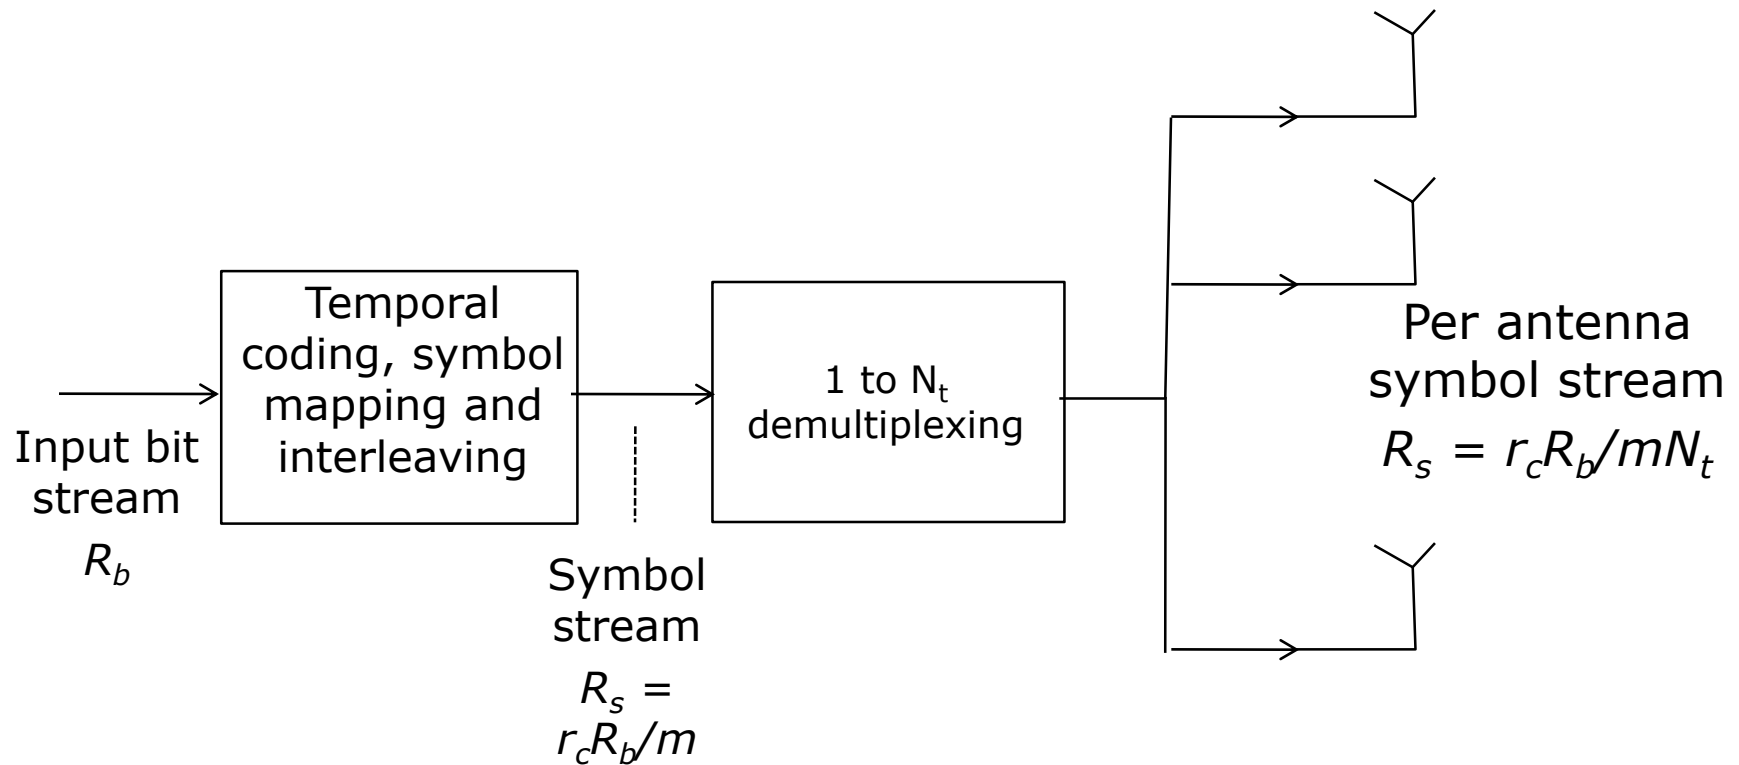 Input bit
stream
R_b
Temporal
coding, symbol
mapping and
interleaving
Symbol
stream
R_s =
r_cR_b/m
1 to N_t
demultiplexing
Per antenna
symbol stream
R_s = r_cR_b/mN_t